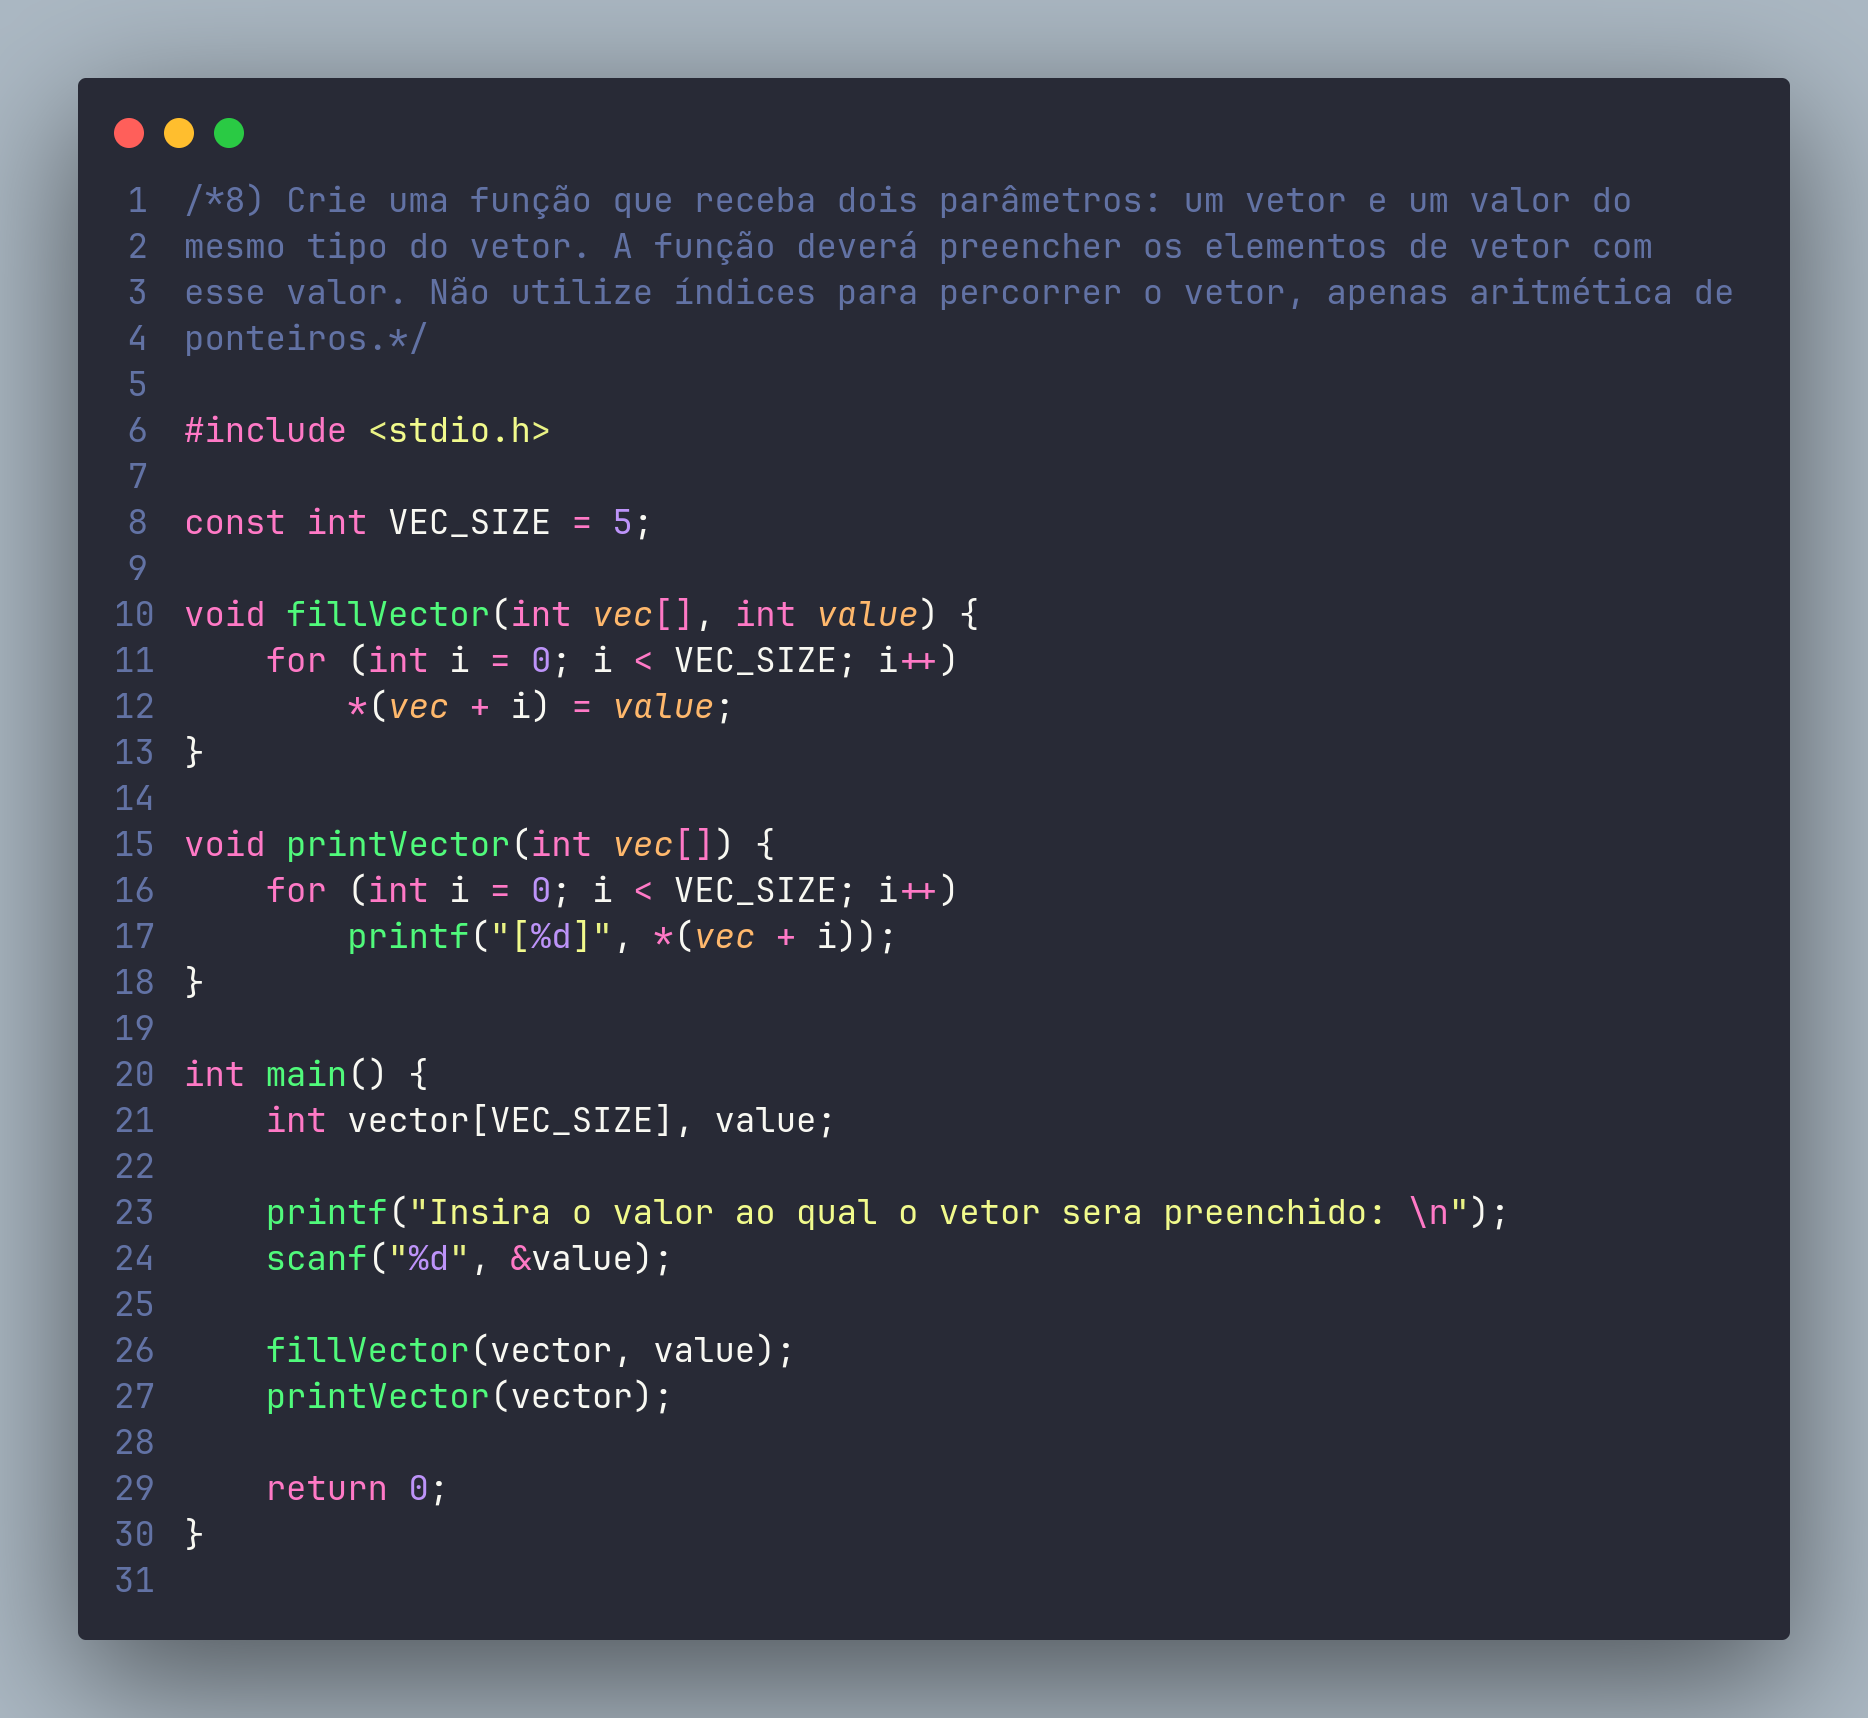 1 /*8) Crie uma função que receba dois parâmetros: um vetor e um valor do
2 mesmo tipo do vetor. A função deverá preencher os elementos de vetor com
3 esse valor. Não utilize índices para percorrer o vetor, apenas aritmética de
4 ponteiros.*/
5
6 #include <stdio.h>
7
8 const int VEC_SIZE = 5;
9
10 void fillVector(int vec[], int value) {
11     for (int i = 0; i < VEC_SIZE; i++)
12         *(vec + i) = value;
13 }
14
15 void printVector(int vec[]) {
16     for (int i = 0; i < VEC_SIZE; i++)
17         printf("[%d]", *(vec + i));
18 }
19
20 int main() {
21     int vector[VEC_SIZE], value;
22
23     printf("Insira o valor ao qual o vetor sera preenchido: \n");
24     scanf("%d", &value);
25
26     fillVector(vector, value);
27     printVector(vector);
28
29     return 0;
30 }
31